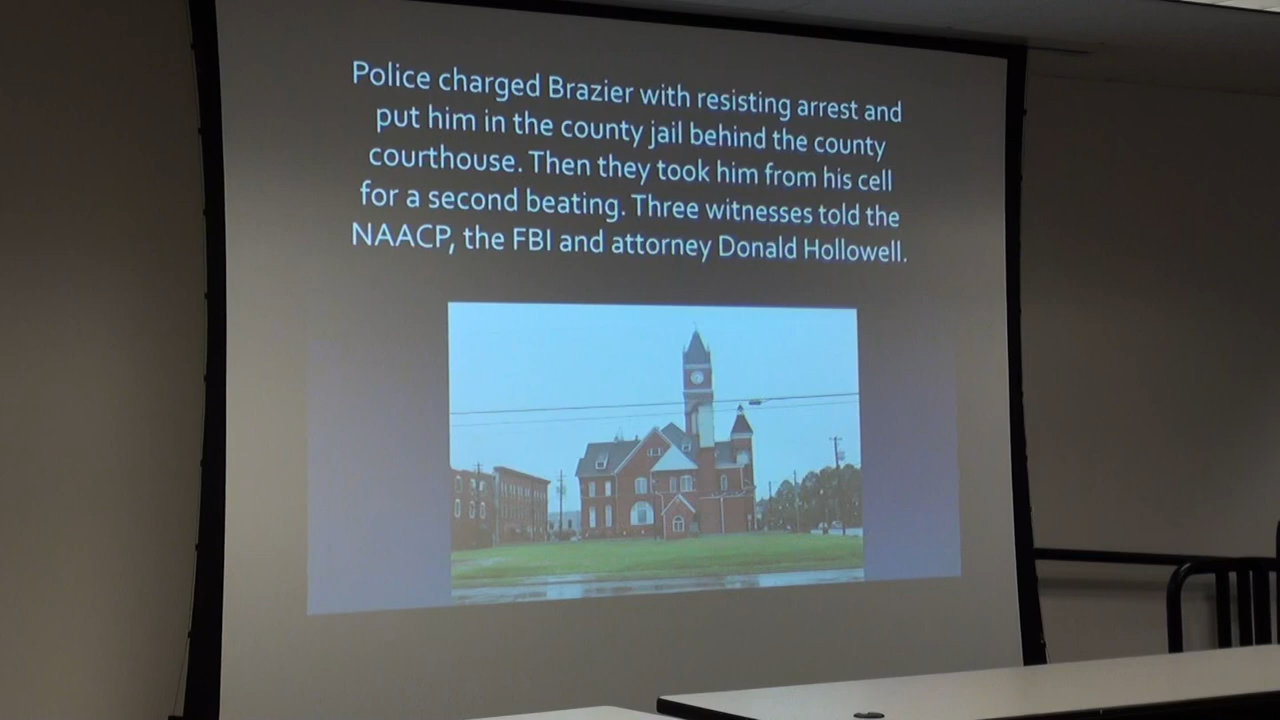 Police charged Brazier with resisting arrest and
put him in the county jail behind the county
courthouse. Then they took him from his cell
for a second beating. Three witnesses told the
NAACP, the FBI and attorney Donald Hollowell.